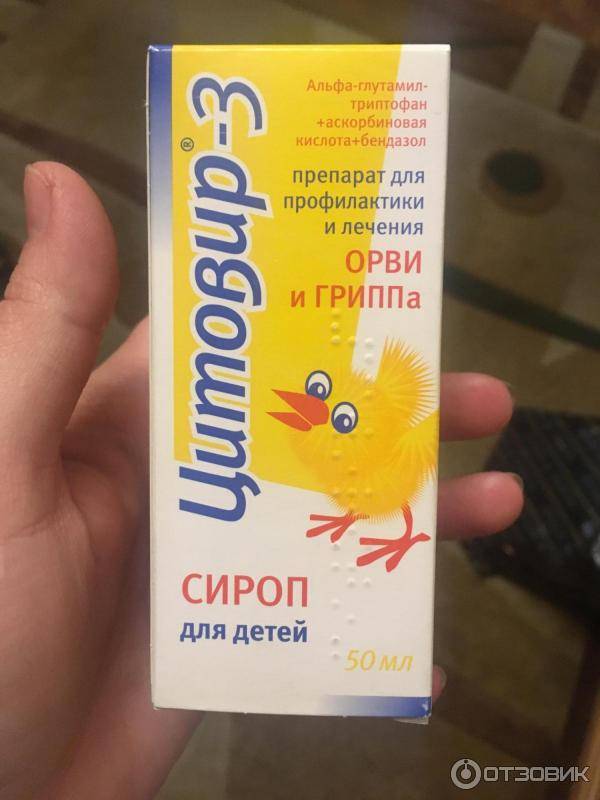 Цитовир®-3
Альфа-глутамил-
триптофан
+аскорбиновая
кислота+бендазол
препарат для
профилактики
и лечения
ОРВИ
и ГРИППа
СИРОП
для детей
50 мл
ОТЗОВИК